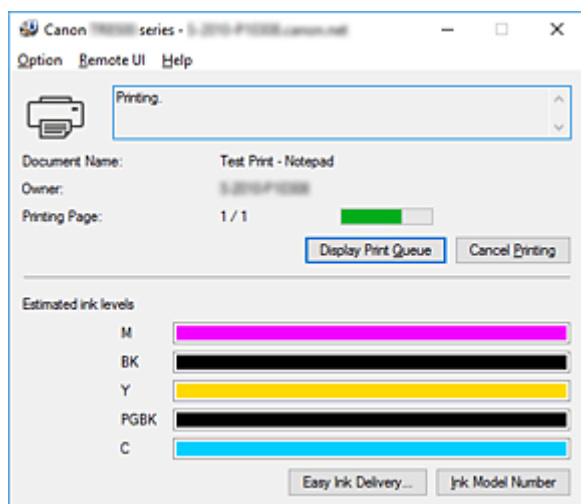 Canon series -
Option Remote UI Help
Printing.
Document Name: Test Print - Notepad
Owner:
Printing Page: 1 / 1
Display Print Queue Cancel Printing
Estimated ink levels
M
BK
Y
PGBK
C
Easy Ink Delivery... Ink Model Number